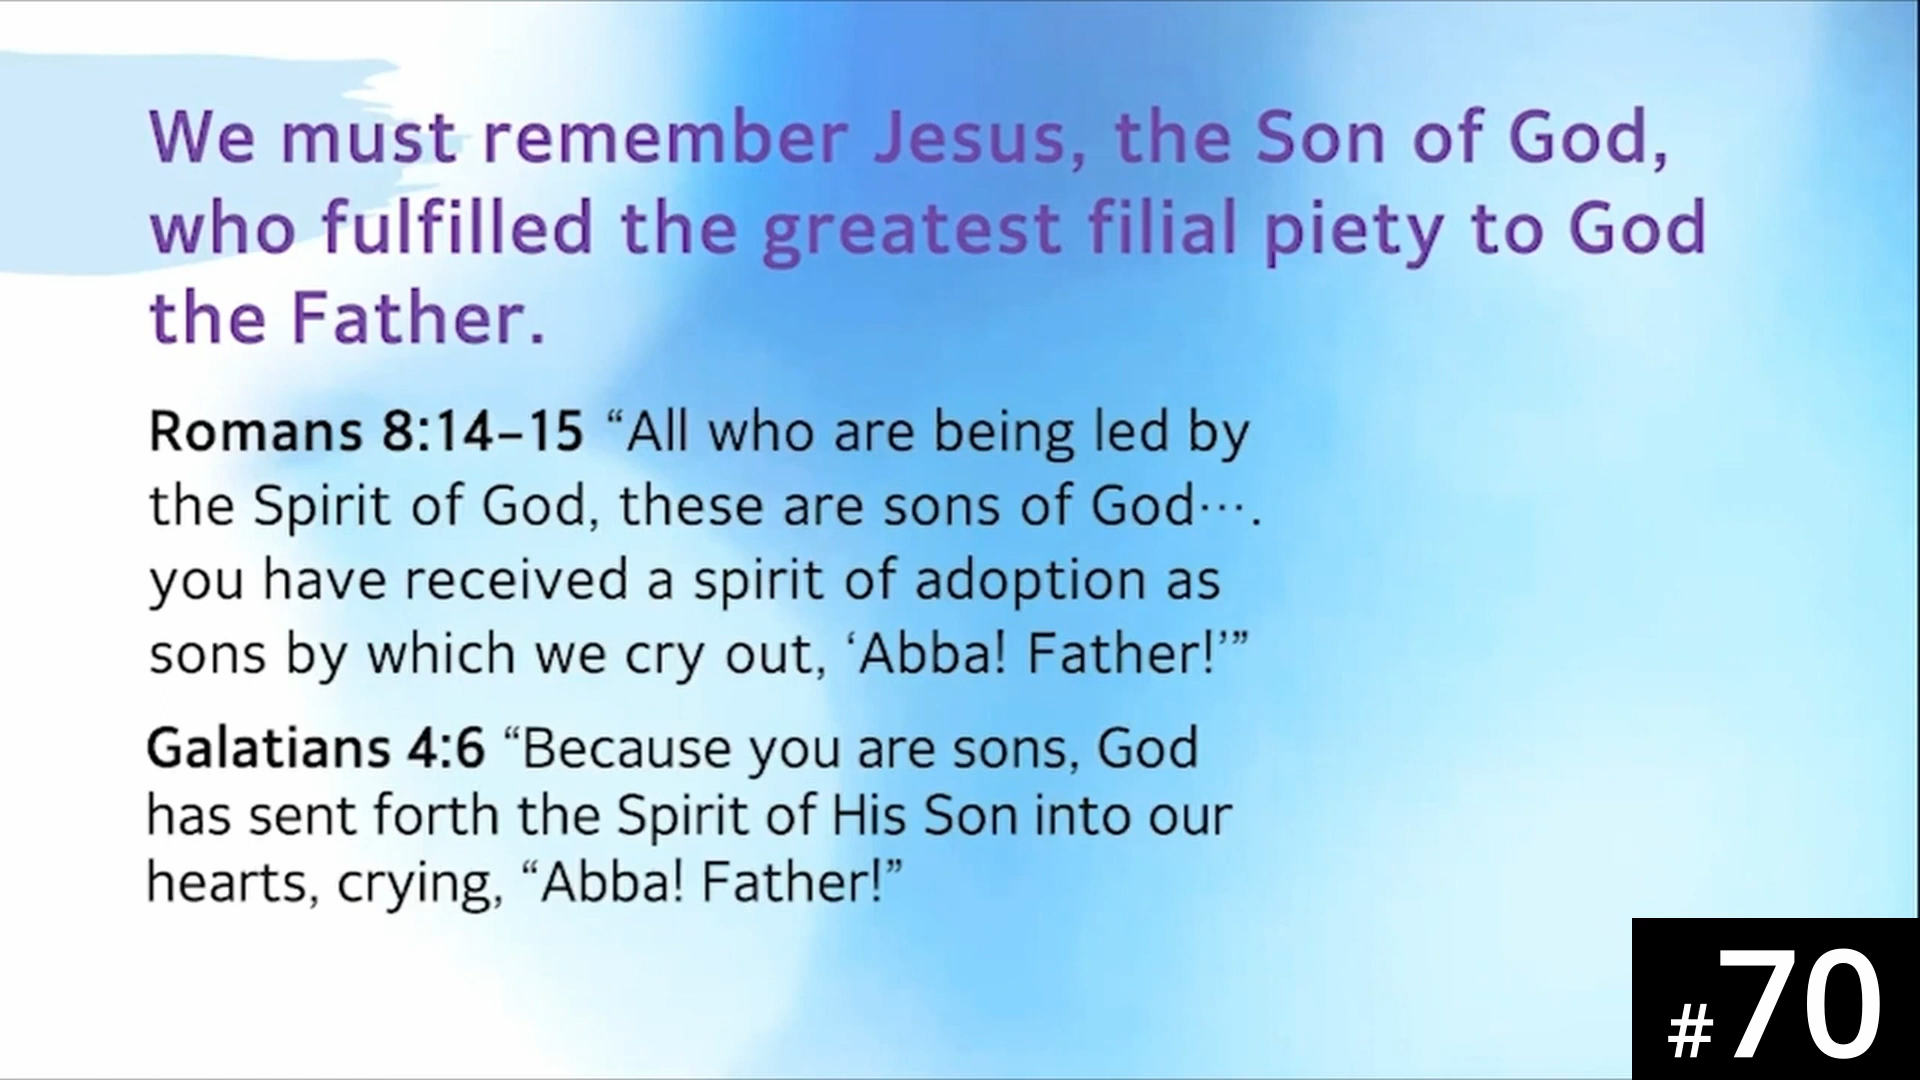 We must remember Jesus, the Son of God,
who fulfilled the greatest filial piety to God
the Father.
Romans 8:14–15 “All who are being led by
the Spirit of God, these are sons of God⋯.
you have received a spirit of adoption as
sons by which we cry out, ‘Abba! Father!’”
Galatians 4:6 “Because you are sons, God
has sent forth the Spirit of His Son into our
hearts, crying, “Abba! Father!”
#70